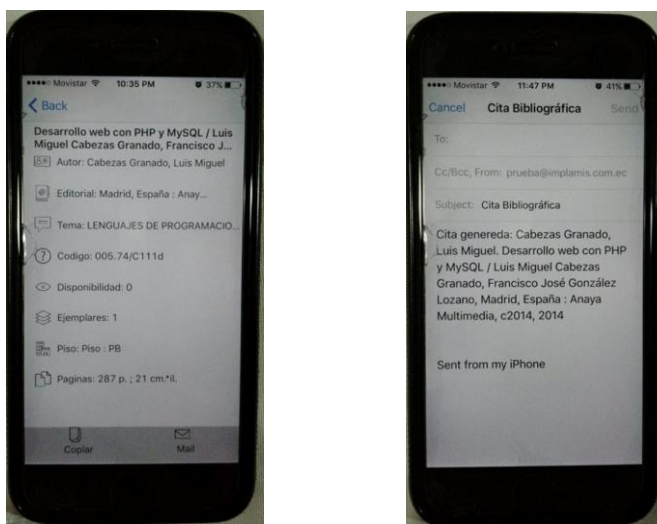 Movistar 10:35 PM 37%
Back
Desarrollo web con PHP y MySQL / Luis
Miguel Cabezas Granado, Francisco J...
Autor: Cabezas Granado, Luis Miguel
Editorial: Madrid, España : Anay...
Tema: LENGUAJES DE PROGRAMACIO...
Codigo: 005.74/C111d
Disponibilidad: 0
Ejemplares: 1
Piso: Piso : PB
Paginas: 287 p. ; 21 cm.*il.
Copiar Mail
Movistar 11:47 PM 41%
Cancel Cita Bibliográfica Send
To:
Cc/Bcc, From: prueba@implamis.com.ec
Subject: Cita Bibliográfica
Cita genereda: Cabezas Granado,
Luis Miguel. Desarrollo web con PHP
y MySQL / Luis Miguel Cabezas
Granado, Francisco José González
Lozano, Madrid, España : Anaya
Multimedia, c2014, 2014
Sent from my iPhone